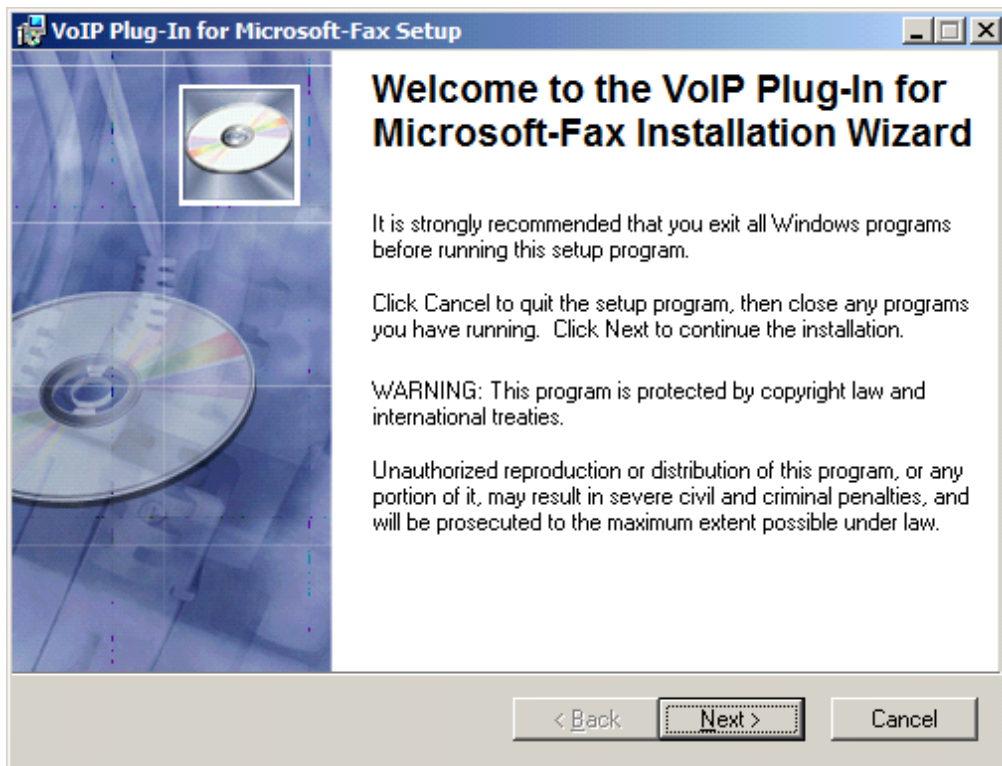 VoIP Plug-In for Microsoft-Fax Setup
Welcome to the VoIP Plug-In for
Microsoft-Fax Installation Wizard
It is strongly recommended that you exit all Windows programs
before running this setup program.
Click Cancel to quit the setup program, then close any programs
you have running.  Click Next to continue the installation.
WARNING: This program is protected by copyright law and
international treaties.
Unauthorized reproduction or distribution of this program, or any
portion of it, may result in severe civil and criminal penalties, and
will be prosecuted to the maximum extent possible under law.
< Back
Next >
Cancel